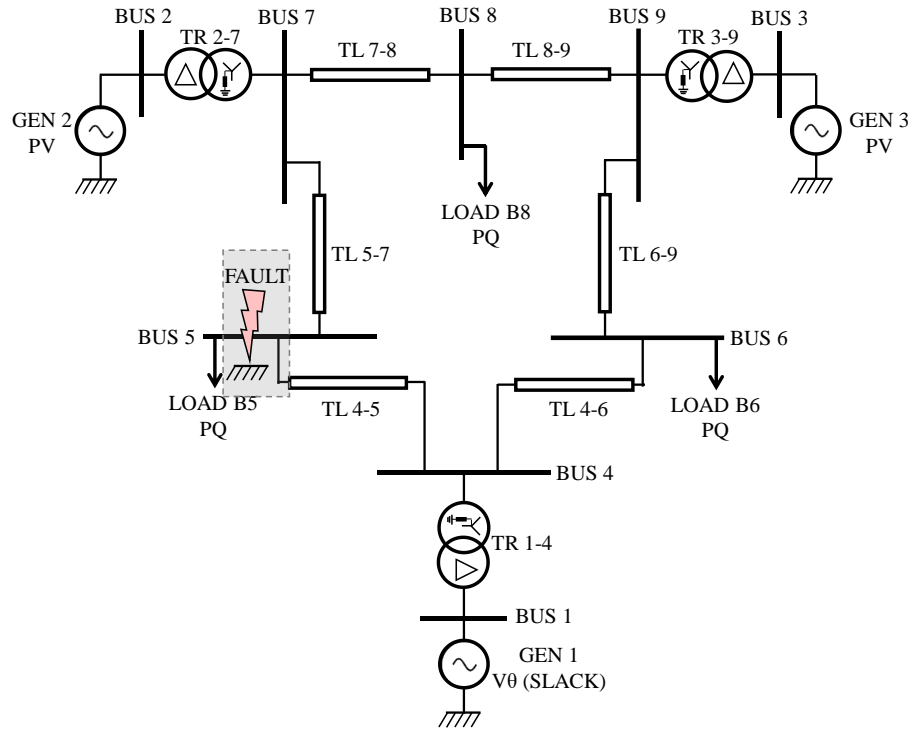 BUS 2
BUS 7
BUS 8
BUS 9
BUS 3
TR 2-7
TL 7-8
TL 8-9
TR 3-9
GEN 2
PV
GEN 3
PV
LOAD B8
PQ
TL 5-7
TL 6-9
FAULT
BUS 5
BUS 6
LOAD B5
PQ
TL 4-5
TL 4-6
LOAD B6
PQ
BUS 4
TR 1-4
BUS 1
GEN 1
Vθ (SLACK)